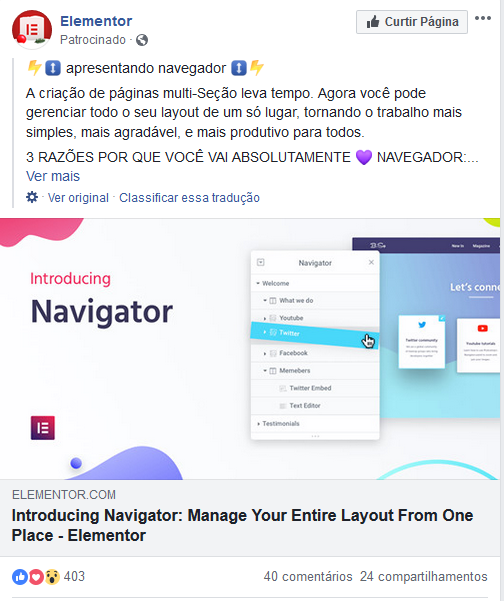 Elementor
Curtir Página
Patrocinado ·
apresentando navegador
A criação de páginas multi-Seção leva tempo. Agora você pode
gerenciar todo o seu layout de um só lugar, tornando o trabalho mais
simples, mais agradável, e mais produtivo para todos.
3 RAZÕES POR QUE VOCÊ VAI ABSOLUTAMENTE 💜 NAVEGADOR:...
Ver mais
· Ver original · Classificar essa tradução
Introducing
Navigator
Navigator
Welcome
What we do
Youtube
Twitter
Facebook
Memebers
Twitter Embed
Text Editor
Testimonials
New In
Magazine
Let's conne
Twitter community
Youtube tutorials
ELEMENTOR.COM
Introducing Navigator: Manage Your Entire Layout From One
Place - Elementor
403
40 comentários 24 compartilhamentos